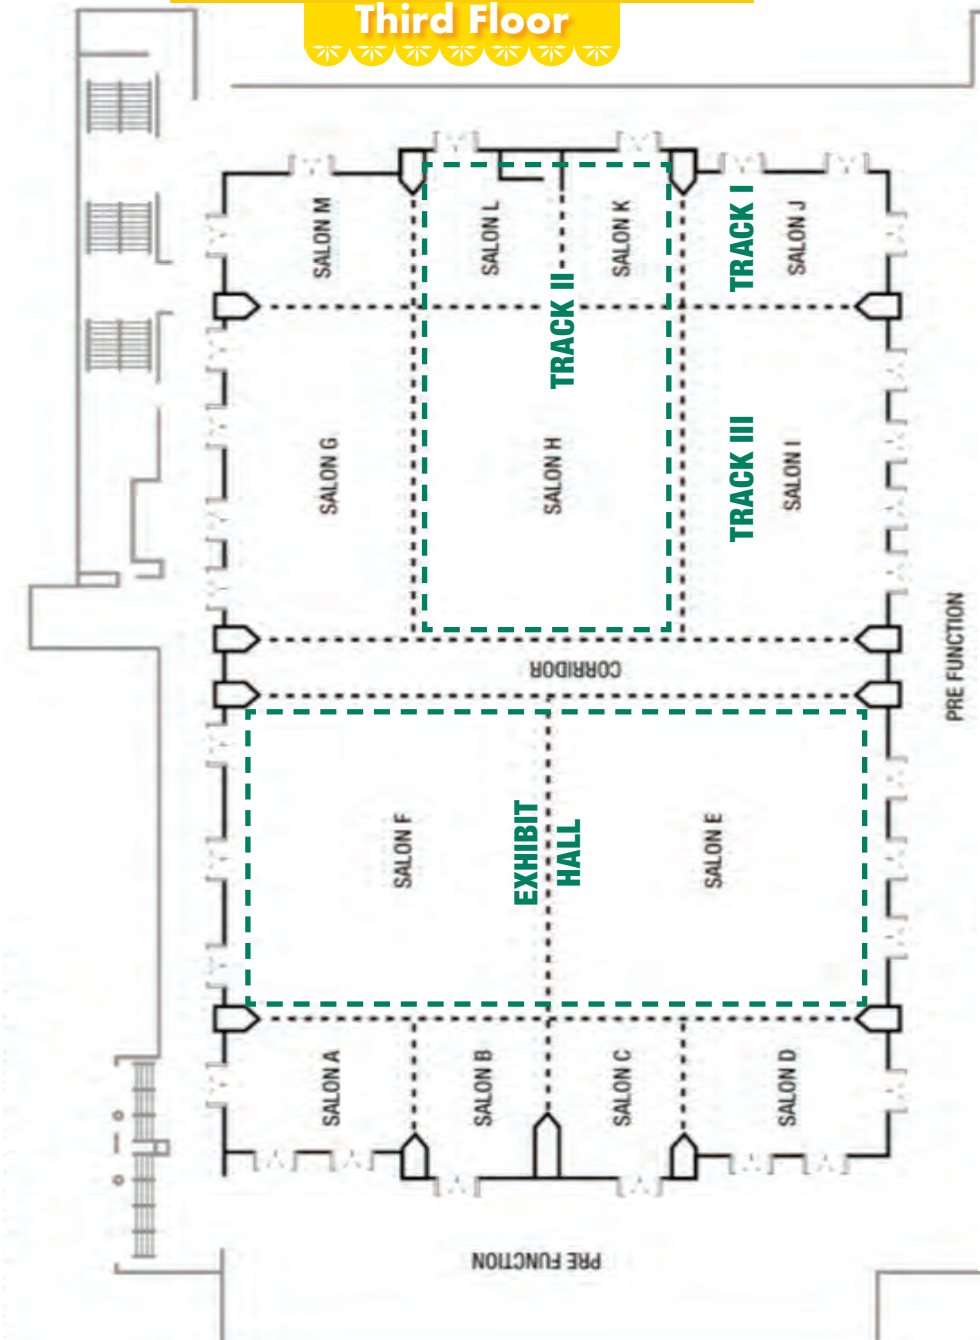 Third Floor
SALON M
SALON L
SALON K
TRACK I
SALON J
TRACK II
SALON G
SALON H
TRACK III
SALON I
CORRIDOR
PRE FUNCTION
SALON F
EXHIBIT
HALL
SALON E
SALON A
SALON B
SALON C
SALON D
PRE FUNCTION